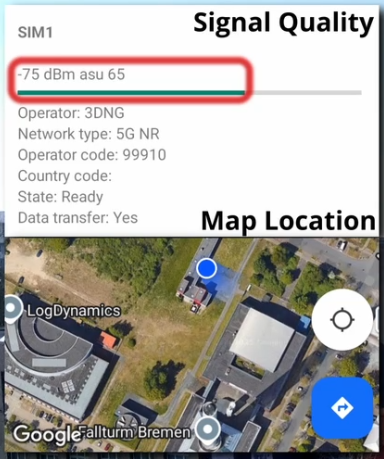 Signal Quality
SIM1
-75 dBm asu 65
Operator: 3DNG
Network type: 5G NR
Operator code: 99910
Country code:
State: Ready
Data transfer: Yes
Map Location
LogDynamics
Fallturm Bremen
Google